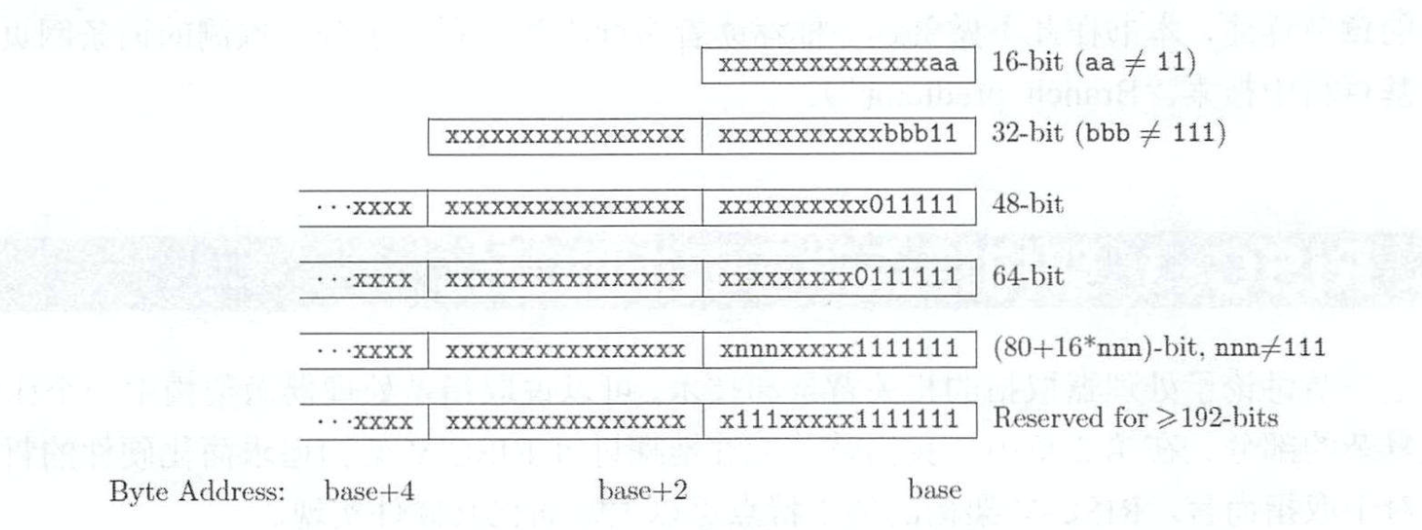 xxxxxxxxxxxxxxaa 16-bit (aa ≠ 11)
xxxxxxxxxxxxxxxx xxxxxxxxxxxbbb11 32-bit (bbb ≠ 111)
···xxxx xxxxxxxxxxxxxxxx xxxxxxxxxx011111 48-bit
···xxxx xxxxxxxxxxxxxxxx xxxxxxxxx0111111 64-bit
···xxxx xxxxxxxxxxxxxxxx xnnnxxxxx1111111 (80+16*nnn)-bit, nnn≠111
···xxxx xxxxxxxxxxxxxxxx x111xxxxx1111111 Reserved for ⩾192-bits
Byte Address: base+4 base+2 base